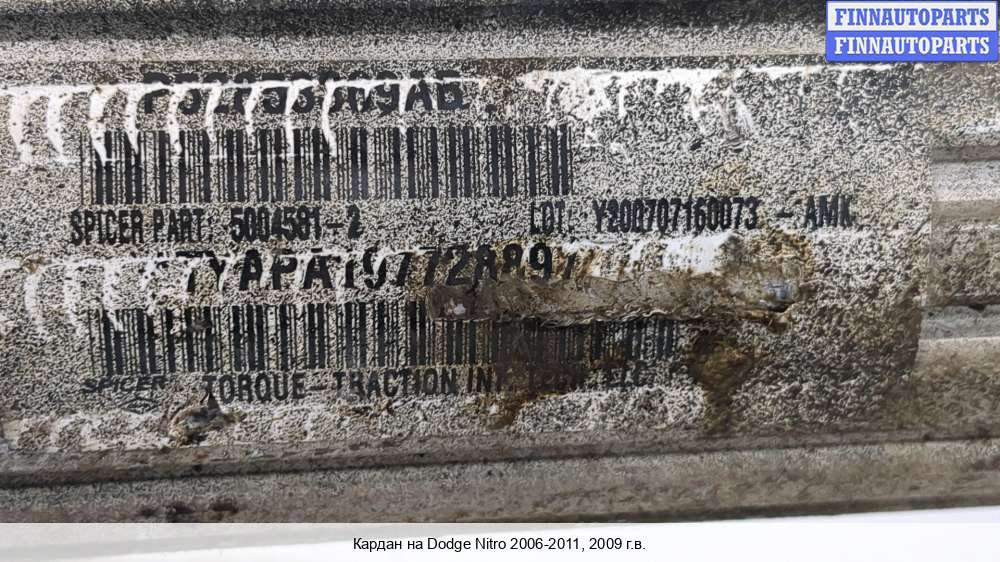 FINNAUTOPARTS
FINNAUTOPARTS
SPICER PART: 5004581-2
LOT: Y200707160073 - AMK
SPICER TORQUE-TRACTION INT.
Кардан на Dodge Nitro 2006-2011, 2009 г.в.